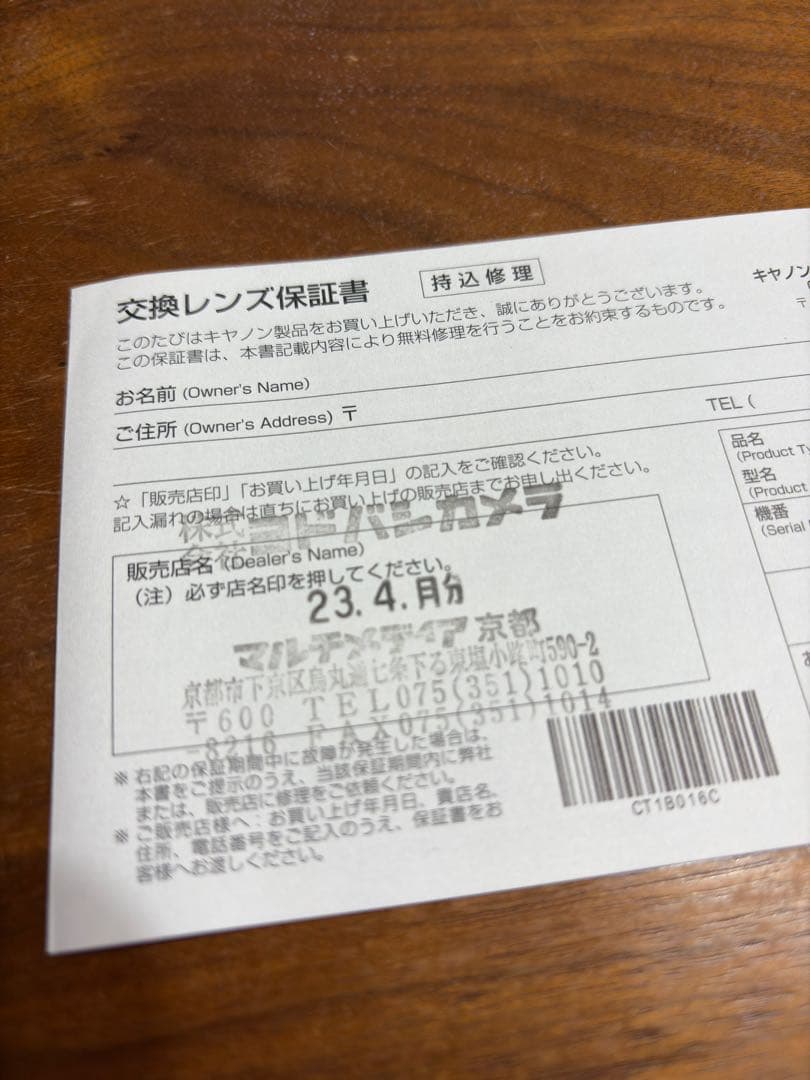 交換レンズ保証書
持込修理
このたびはキヤノン製品をお買い上げいただき、誠にありがとうございます。
この保証書は、本書記載内容により無料修理を行うことをお約束するものです。
キヤノン
〒
お名前 (Owner's Name)
ご住所 (Owner's Address) 〒
TEL (
☆「販売店印」「お買い上げ年月日」の記入をご確認ください。
記入漏れの場合は直ちにお買い上げの販売店までお申し出ください。
株式会社ヨドバシカメラ
販売店名 (Dealer's Name)
(注) 必ず店名印を押してください。
23.4.月分
マルチメディア京都
京都市下京区烏丸通七条下る東塩小路町590-2
〒600 TEL075(351)1010
-8216 FAX075(351)1014
※ 右記の保証期間中に故障が発生した場合は、
本書をご提示のうえ、当該保証期間内に弊社
または、販売店に修理をご依頼ください。
※ ご販売店様へ:お買い上げ年月日、貴店名、
住所、電話番号をご記入のうえ、保証書をお
客様へお渡しください。
品名
(Product Ty
型名
(Product
機番
(Serial
CT1B016C